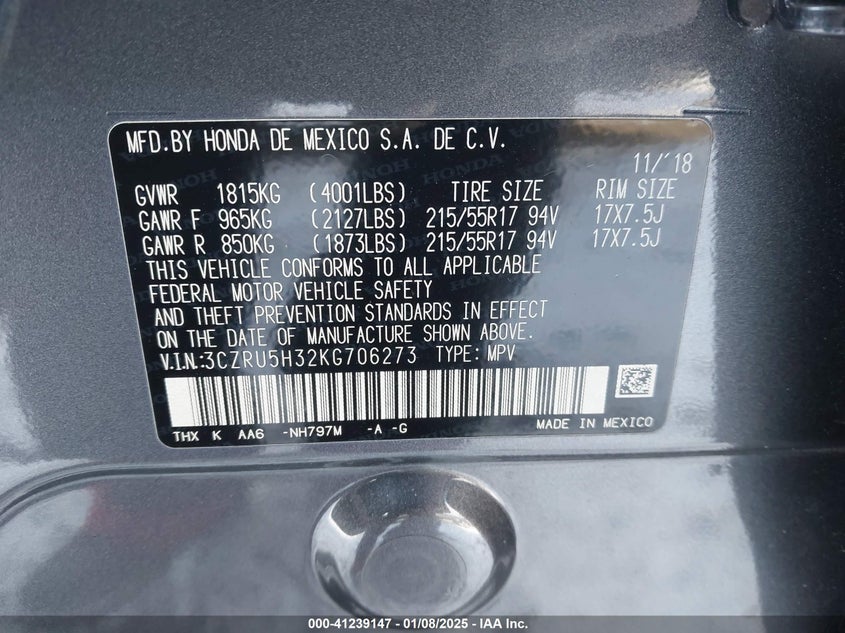 MFD.BY HONDA DE MEXICO S.A. DE C.V.
11/'18
GVWR 1815KG (4001LBS) TIRE SIZE RIM SIZE
GAWR F 965KG (2127LBS) 215/55R17 94V 17X7.5J
GAWR R 850KG (1873LBS) 215/55R17 94V 17X7.5J
THIS VEHICLE CONFORMS TO ALL APPLICABLE
FEDERAL MOTOR VEHICLE SAFETY
AND THEFT PREVENTION STANDARDS IN EFFECT
ON THE DATE OF MANUFACTURE SHOWN ABOVE.
V.I.N.:3CZRU5H32KG706273 TYPE: MPV
THX K AA6 -NH797M -A -G MADE IN MEXICO
000-41239147 - 01/08/2025 - CSA Inc.